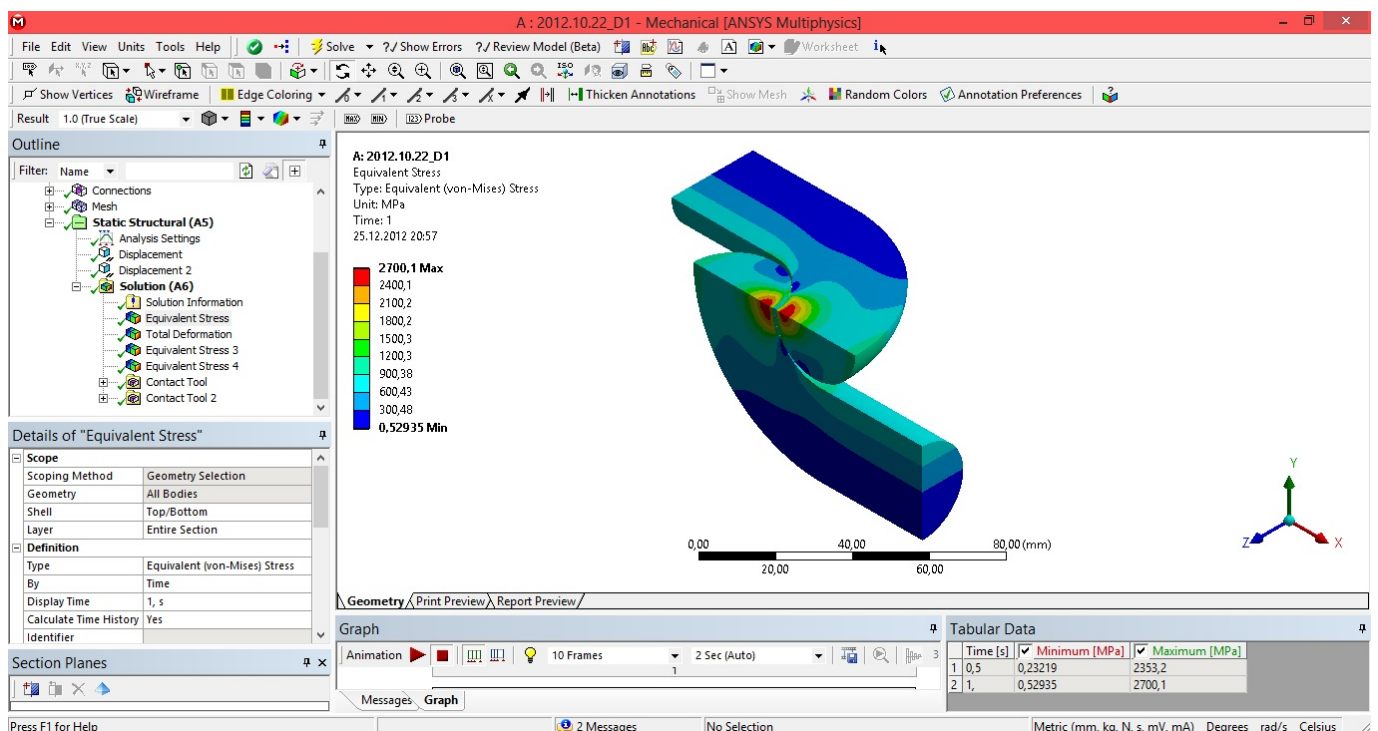 A : 2012.10.22_D1 - Mechanical [ANSYS Multiphysics]
File Edit View Units Tools Help Solve ?/ Show Errors ?/ Review Model (Beta) A Worksheet
Show Vertices Wireframe Edge Coloring Thicken Annotations Show Mesh Random Colors Annotation Preferences
Result 1.0 (True Scale) MAX MIN 123 Probe
Outline
Filter: Name
Connections
Mesh
Static Structural (A5)
Analysis Settings
Displacement
Displacement 2
Solution (A6)
Solution Information
Equivalent Stress
Total Deformation
Equivalent Stress 3
Equivalent Stress 4
Contact Tool
Contact Tool 2
Details of "Equivalent Stress"
Scope
Scoping Method Geometry Selection
Geometry All Bodies
Shell Top/Bottom
Layer Entire Section
Definition
Type Equivalent (von-Mises) Stress
By Time
Display Time 1, s
Calculate Time History Yes
Identifier
Section Planes
A: 2012.10.22_D1
Equivalent Stress
Type: Equivalent (von-Mises) Stress
Unit: MPa
Time: 1
25.12.2012 20:57
2700,1 Max
2400,1
2100,2
1800,2
1500,3
1200,3
900,38
600,43
300,48
0,52935 Min
0,00 40,00 80,00 (mm)
20,00 60,00
Y
Z X
Geometry Print Preview Report Preview
Graph
Animation 10 Frames 2 Sec (Auto) 3
1
Messages Graph
Tabular Data
Time [s] Minimum [MPa] Maximum [MPa]
1 0,5 0,23219 2353,2
2 1, 0,52935 2700,1
Press F1 for Help 2 Messages No Selection Metric (mm, kg, N, s, mV, mA) Degrees rad/s Celsius